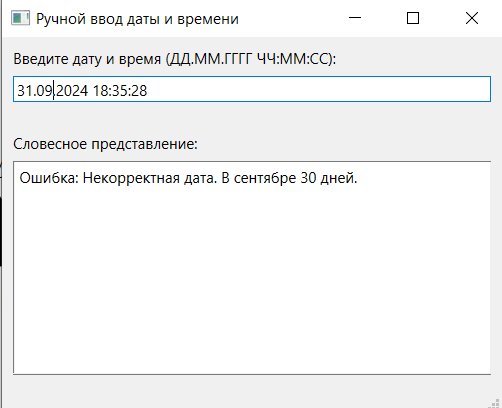 Ручной ввод даты и времени
Введите дату и время (ДД.ММ.ГГГГ ЧЧ:ММ:СС):
31.09.2024 18:35:28
Словесное представление:
Ошибка: Некорректная дата. В сентябре 30 дней.